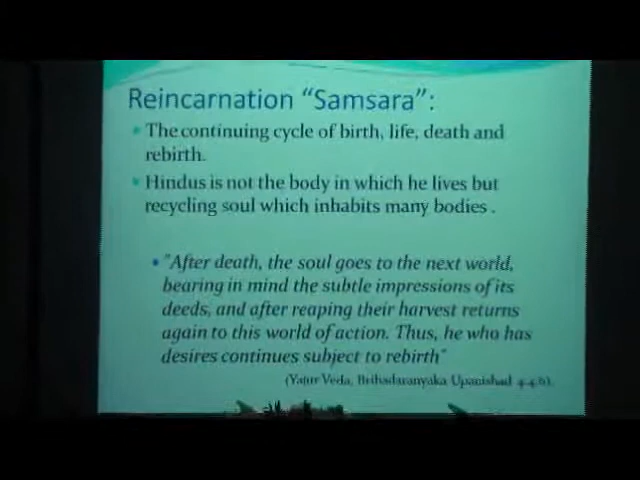 Reincarnation “Samsara”:
The continuing cycle of birth, life, death and
rebirth.
Hindus is not the body in which he lives but
recycling soul which inhabits many bodies .
"After death, the soul goes to the next world,
bearing in mind the subtle impressions of its
deeds, and after reaping their harvest returns
again to this world of action. Thus, he who has
desires continues subject to rebirth"
(Yajur Veda, Brihadaranyaka Upanishad 4.4.6).